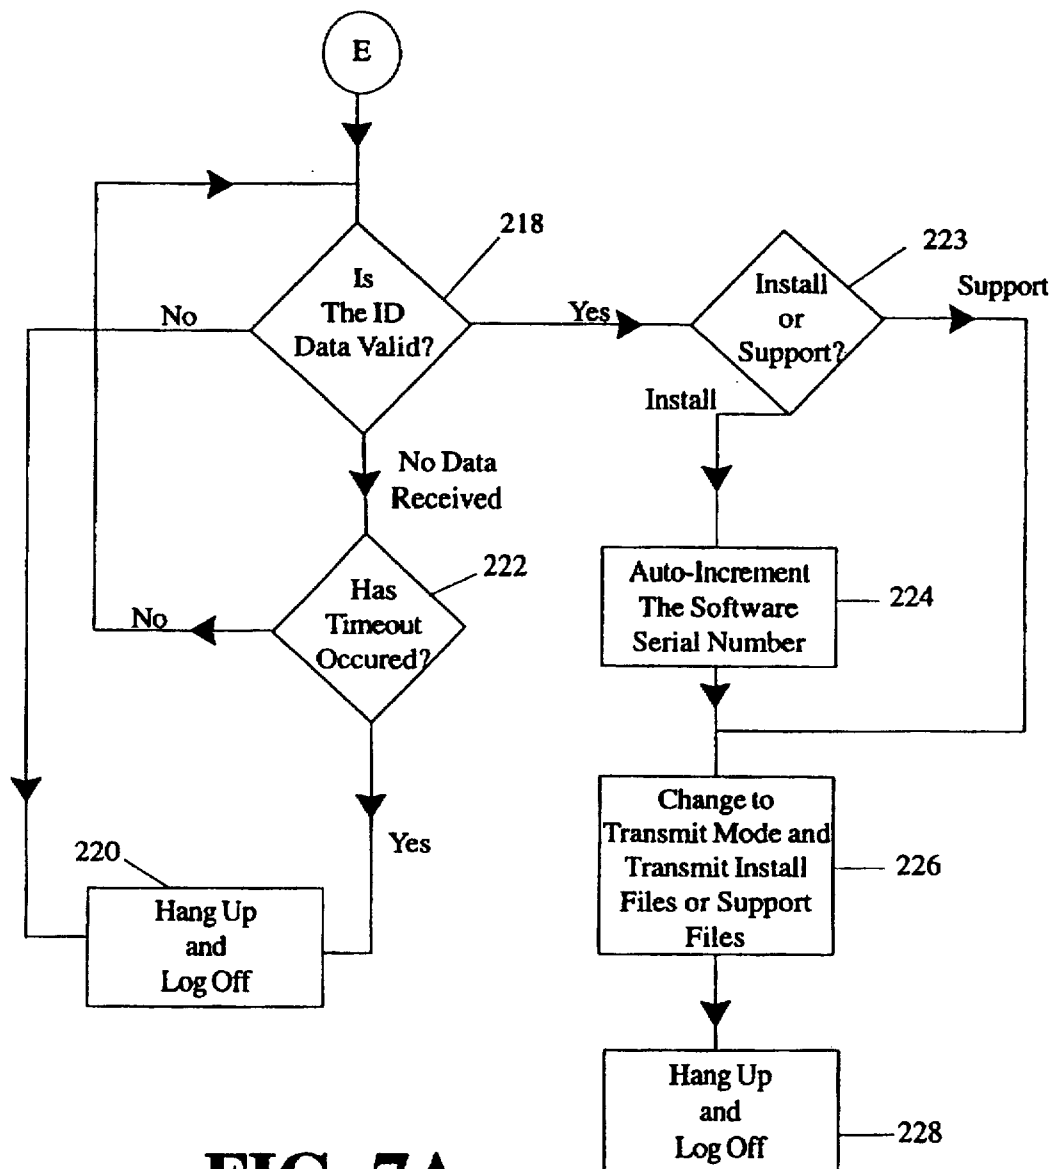 E
218
Is
The ID
Data Valid?
No
Yes
223
Install
or
Support?
Support
Install
No Data
Received
222
Has
Timeout
Occured?
No
Yes
Auto-Increment
The Software
Serial Number
224
220
Hang Up
and
Log Off
Change to
Transmit Mode and
Transmit Install
Files or Support
Files
226
Hang Up
and
Log Off
228
FIG. 7A